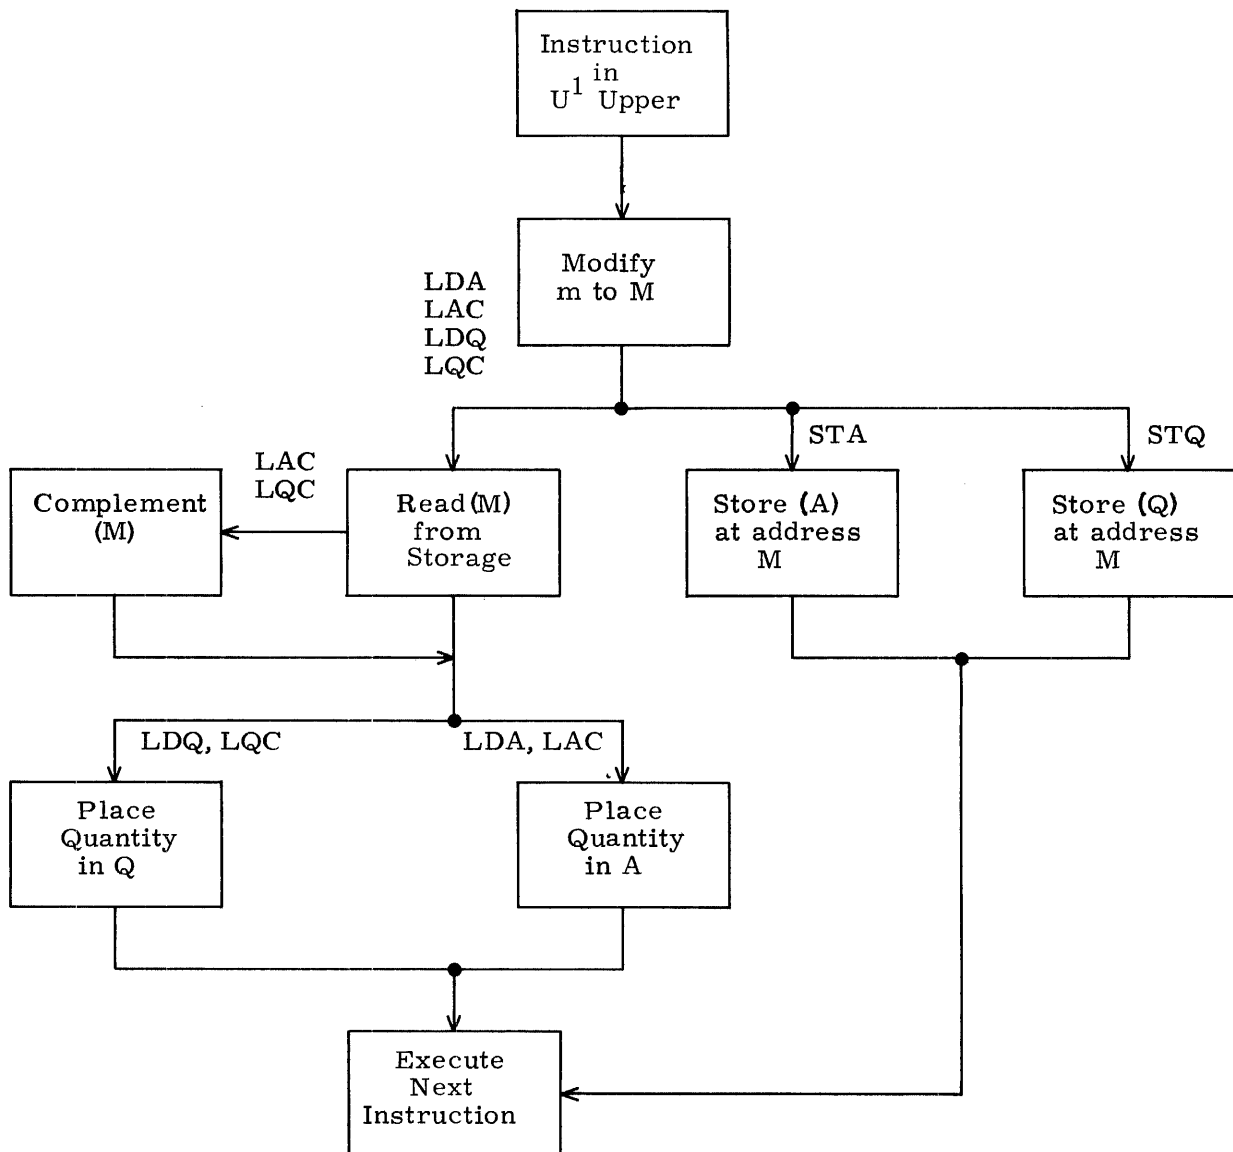 Instruction
in
U¹ Upper
Modify
m to M
LDA
LAC
LDQ
LQC
STA
STQ
LAC
LQC
Complement
(M)
Read (M)
from
Storage
Store (A)
at address
M
Store (Q)
at address
M
LDQ, LQC
LDA, LAC
Place
Quantity
in Q
Place
Quantity
in A
Execute
Next
Instruction